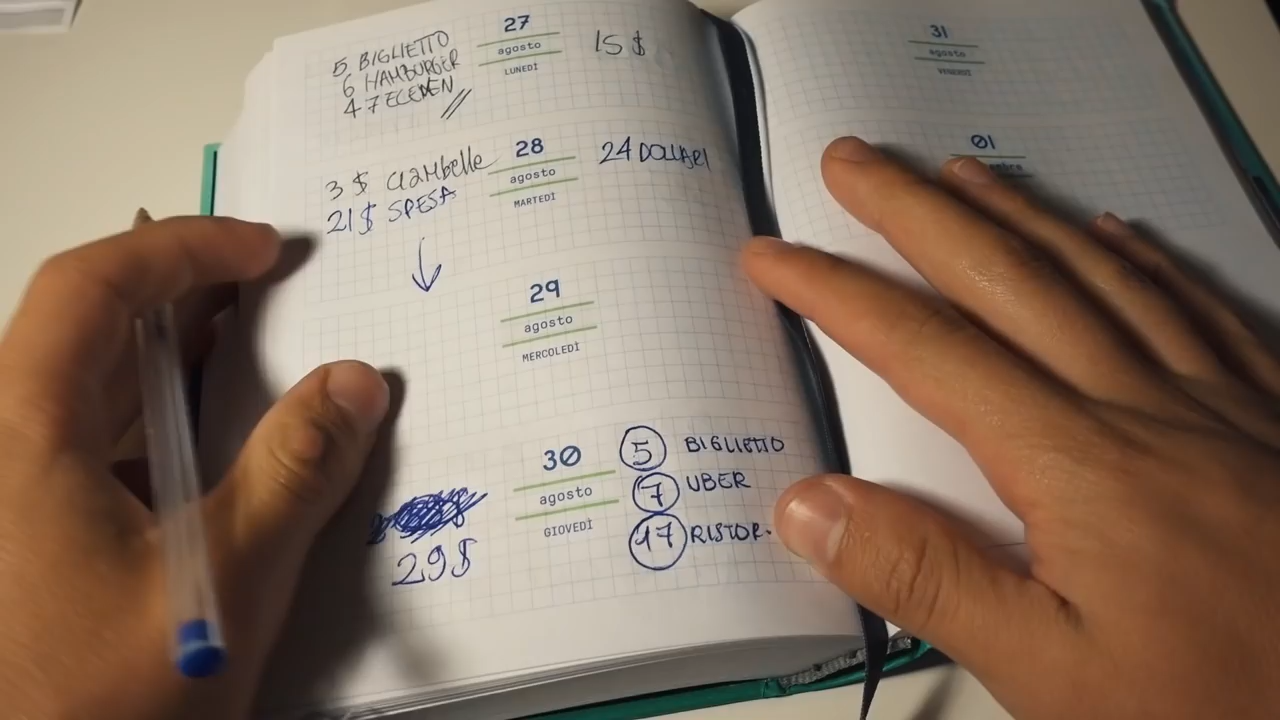 27
agosto
LUNEDÌ
5 BIGLIETTO
6 HAMBURGER
4 7 ELEVEN
15 $
28
agosto
MARTEDÌ
3 $ CIAMBELLE
21 $ SPESA
24 DOLLARI
29
agosto
MERCOLEDÌ
30
agosto
GIOVEDÌ
29 $
5 BIGLIETTO
7 UBER
17 RISTOR.
31
agosto
VENERDÌ
01